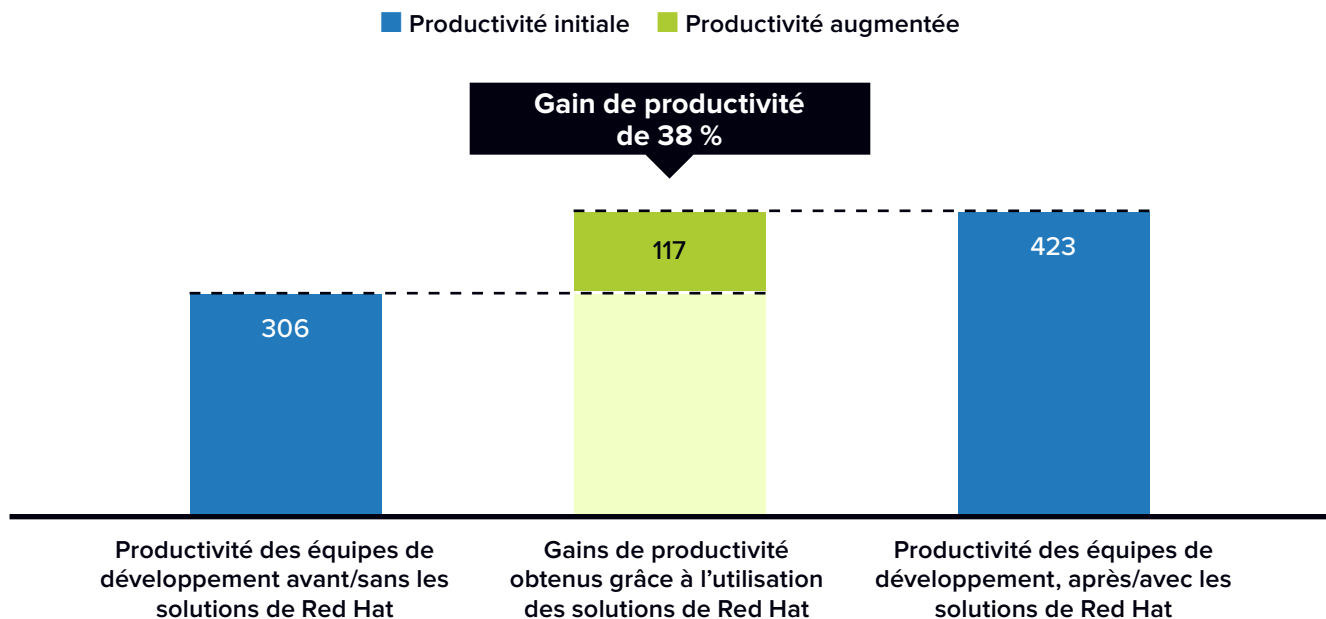 Productivité initiale
Productivité augmentée
Gain de productivité
de 38 %
306
117
423
Productivité des équipes de
développement avant/sans les
solutions de Red Hat
Gains de productivité
obtenus grâce à l’utilisation
des solutions de Red Hat
Productivité des équipes de
développement, après/avec les
solutions de Red Hat